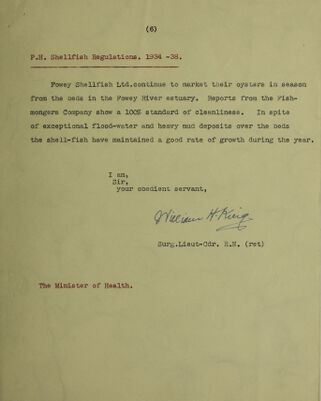 (6)
P.H. Shellfish Regulations. 1934 -38.
Fowey Shellfish Ltd.continue to market their oysters in season
from the beds in the Fowey River estuary. Reports from the Fish-
mongers Company show a 100% standard of cleanliness. In spite
of exceptional flood-water and heavy mud deposits over the beds
the shell-fish have maintained a good rate of growth during the year.
I am,
Sir,
your obedient servant,
William H King
Surg.Lieut-Cdr. R.N. (ret)
The Minister of Health.